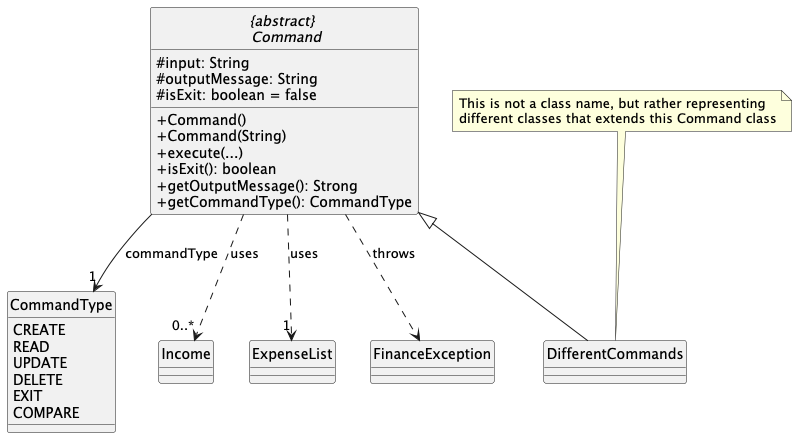 {abstract}
Command
#input: String
#outputMessage: String
#isExit: boolean = false
+Command()
+Command(String)
+execute(...)
+isExit(): boolean
+getOutputMessage(): Strong
+getCommandType(): CommandType
This is not a class name, but rather representing
different classes that extends this Command class
commandType
uses
uses
throws
1
0..*
1
CommandType
CREATE
READ
UPDATE
DELETE
EXIT
COMPARE
Income
ExpenseList
FinanceException
DifferentCommands